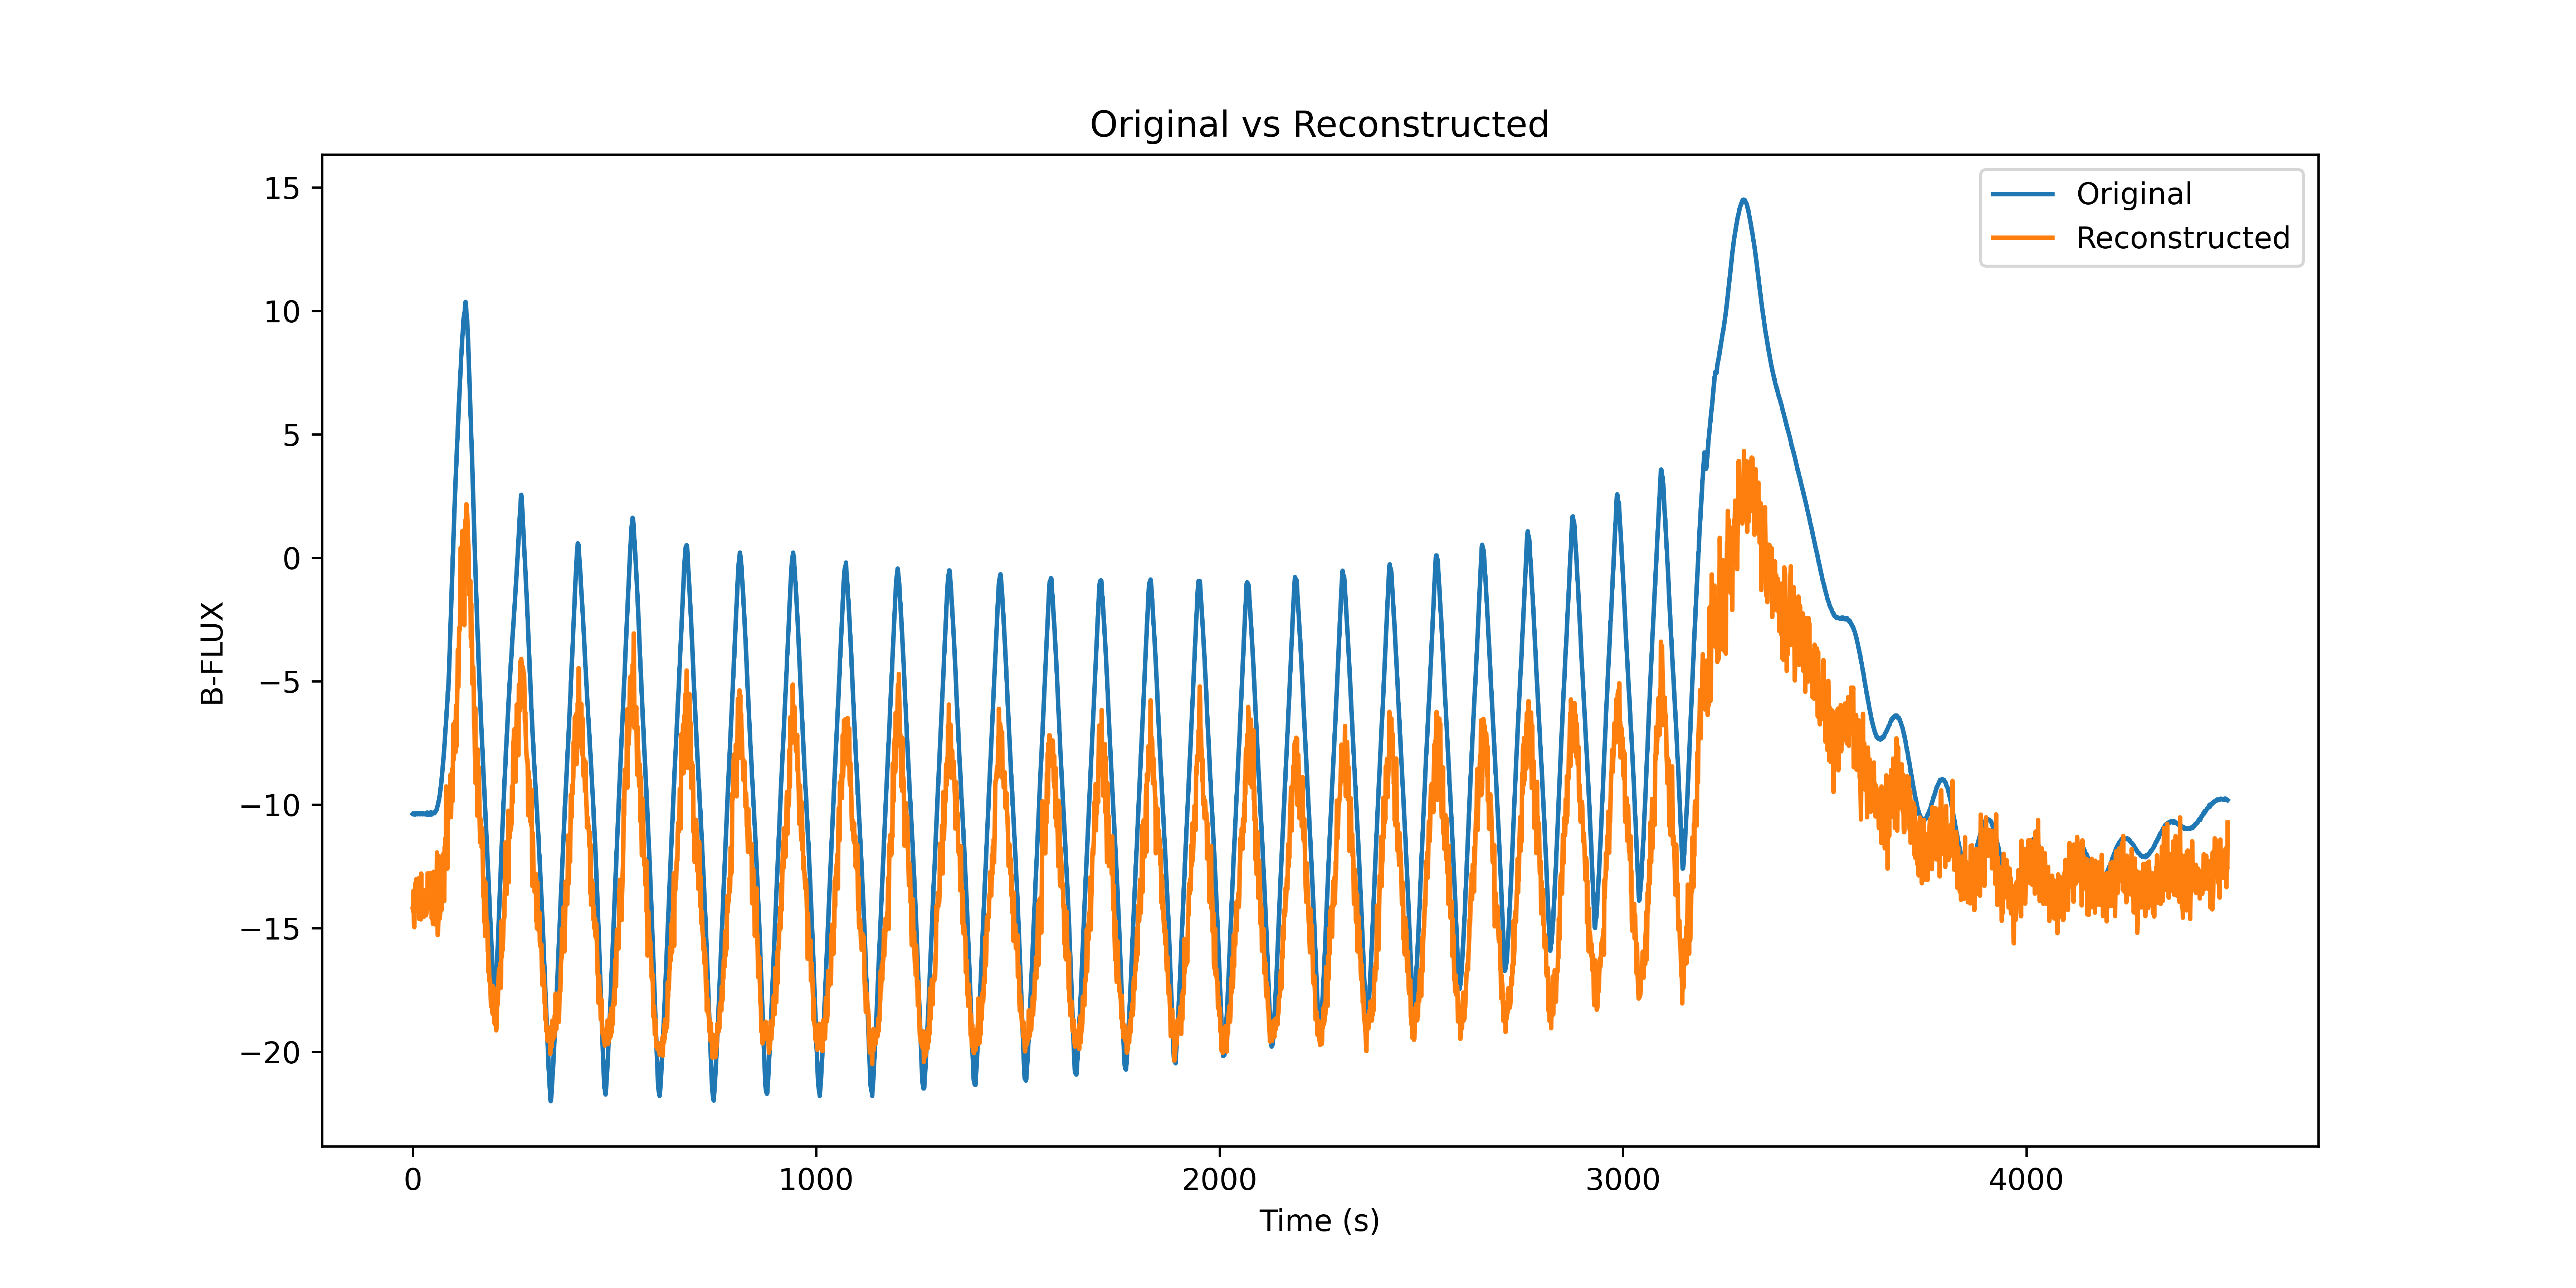 Original vs Reconstructed
Original
Reconstructed
B-FLUX
15
10
5
0
−5
−10
−15
−20
0 1000 2000 3000 4000
Time (s)